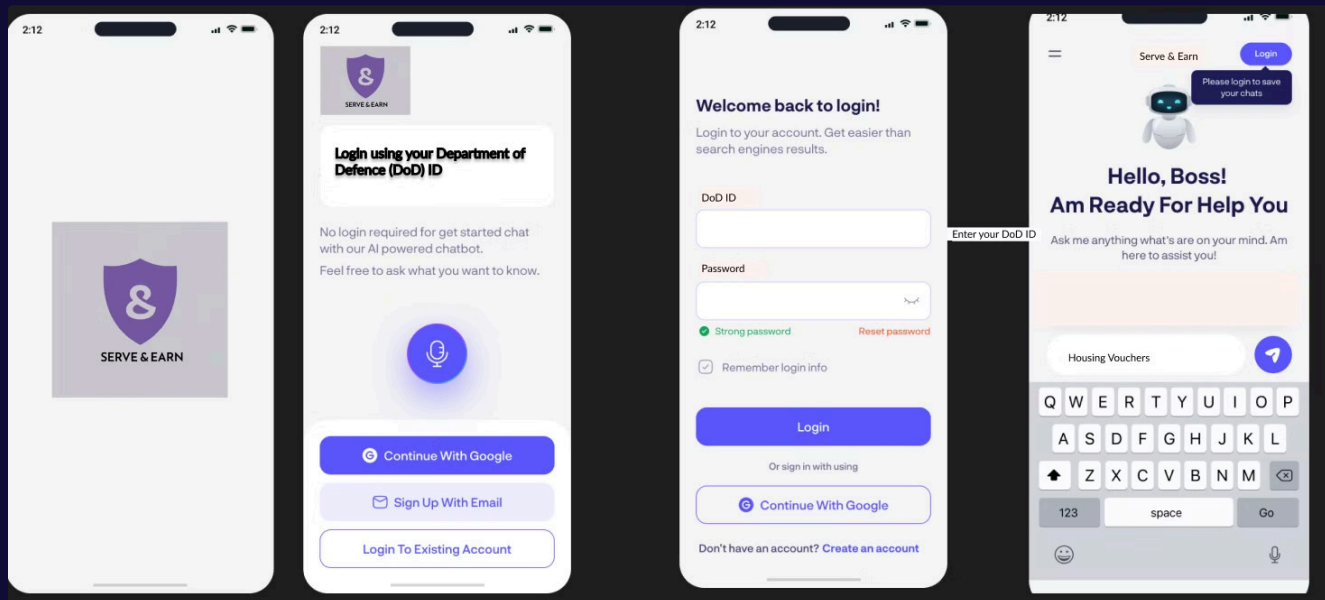 2:12
&
SERVE & EARN
2:12
&
SERVE & EARN
Login using your Department of
Defence (DoD) ID
No login required for get started chat
with our AI powered chatbot.
Feel free to ask what you want to know.
G Continue With Google
Sign Up With Email
Login To Existing Account
2:12
Welcome back to login!
Login to your account. Get easier than
search engines results.
DoD ID
Enter your DoD ID
Password
Strong password
Reset password
Remember login info
Login
Or sign in with using
G Continue With Google
Don't have an account? Create an account
2:12
Serve & Earn
Login
Please login to save
your chats
Hello, Boss!
Am Ready For Help You
Ask me anything what's are on your mind. Am
here to assist you!
Housing Vouchers
Q W E R T Y U I O P
A S D F G H J K L
Z X C V B N M
123 space Go